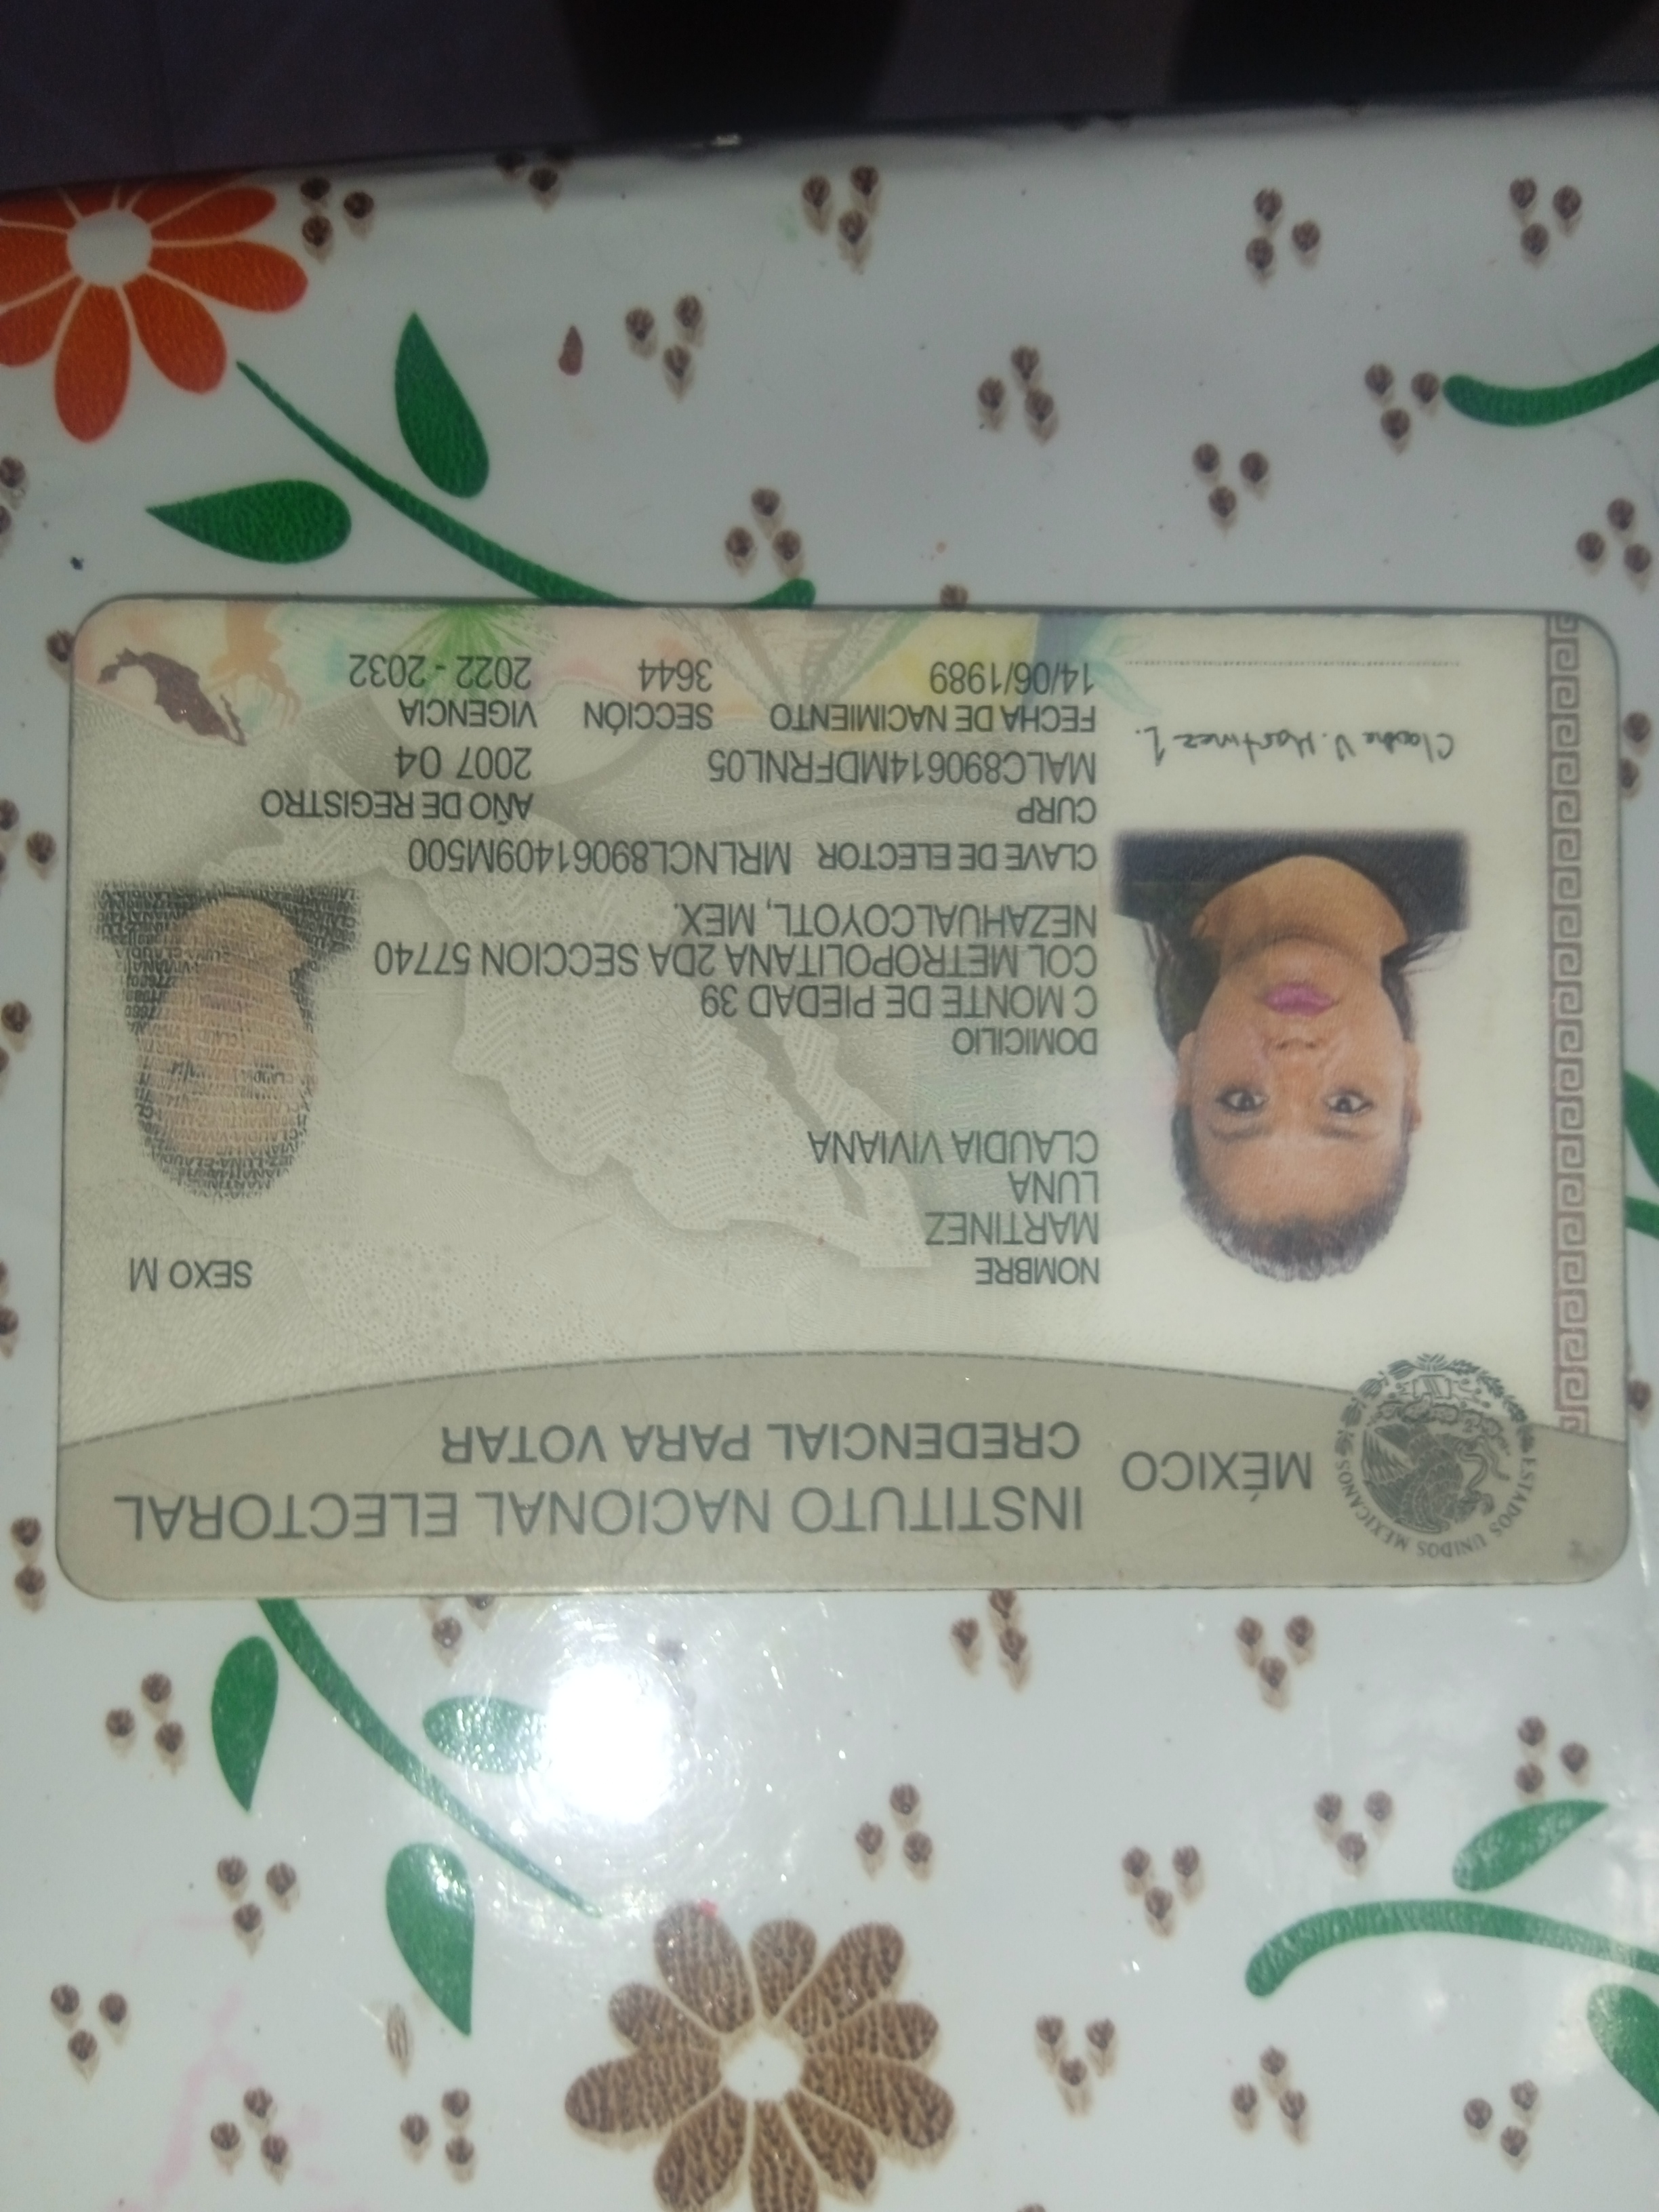 MÉXICO
INSTITUTO NACIONAL ELECTORAL
CREDENCIAL PARA VOTAR
ESTADOS UNIDOS MEXICANOS
NOMBRE
MARTINEZ
LUNA
CLAUDIA VIVIANA
SEXO M
DOMICILIO
C MONTE DE PIEDAD 39
COL METROPOLITANA 2DA SECCION 57740
NEZAHUALCOYOTL, MEX.
CLAVE DE ELECTOR MRLNCL89061409M500
CURP
MALC890614MDFRNL05
AÑO DE REGISTRO
2007 04
FECHA DE NACIMIENTO
14/06/1989
SECCIÓN
3644
VIGENCIA
2022 - 2032
V. Martinez L.